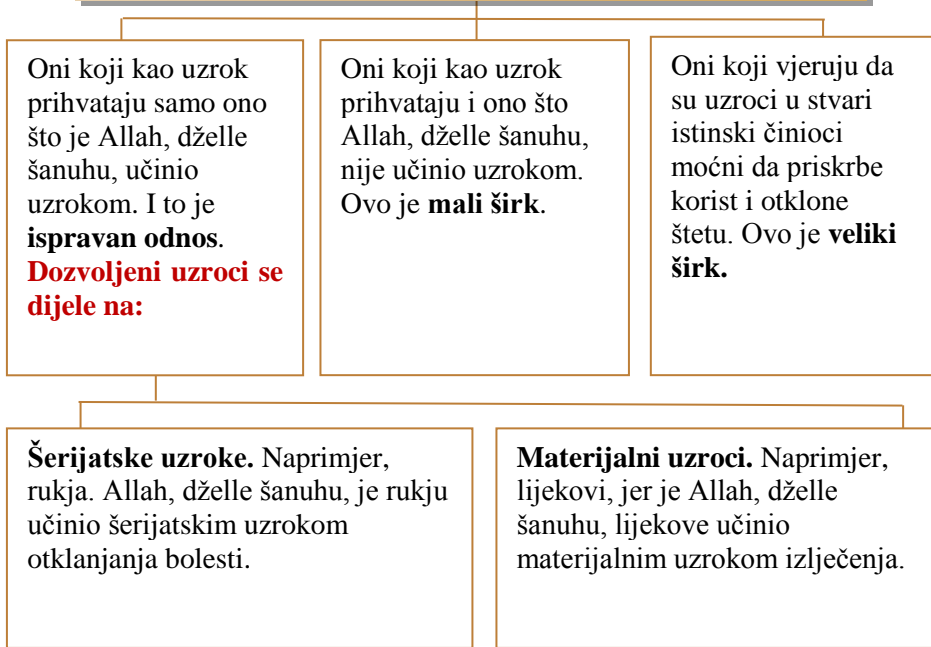 Oni koji kao uzrok
prihvataju samo ono
što je Allah, dželle
šanuhu, učinio
uzrokom. I to je
ispravan odnos.
Dozvoljeni uzroci se
dijele na:
Oni koji kao uzrok
prihvataju i ono što
Allah, dželle šanuhu,
nije učinio uzrokom.
Ovo je mali širk.
Oni koji vjeruju da
su uzroci u stvari
istinski činioci
moćni da priskrbe
korist i otklone
štetu. Ovo je veliki
širk.
Šerijatske uzroke. Naprimjer,
rukja. Allah, dželle šanuhu, je rukju
učinio šerijatskim uzrokom
otklanjanja bolesti.
Materijalni uzroci. Naprimjer,
lijekovi, jer je Allah, dželle
šanuhu, lijekove učinio
materijalnim uzrokom izlječenja.